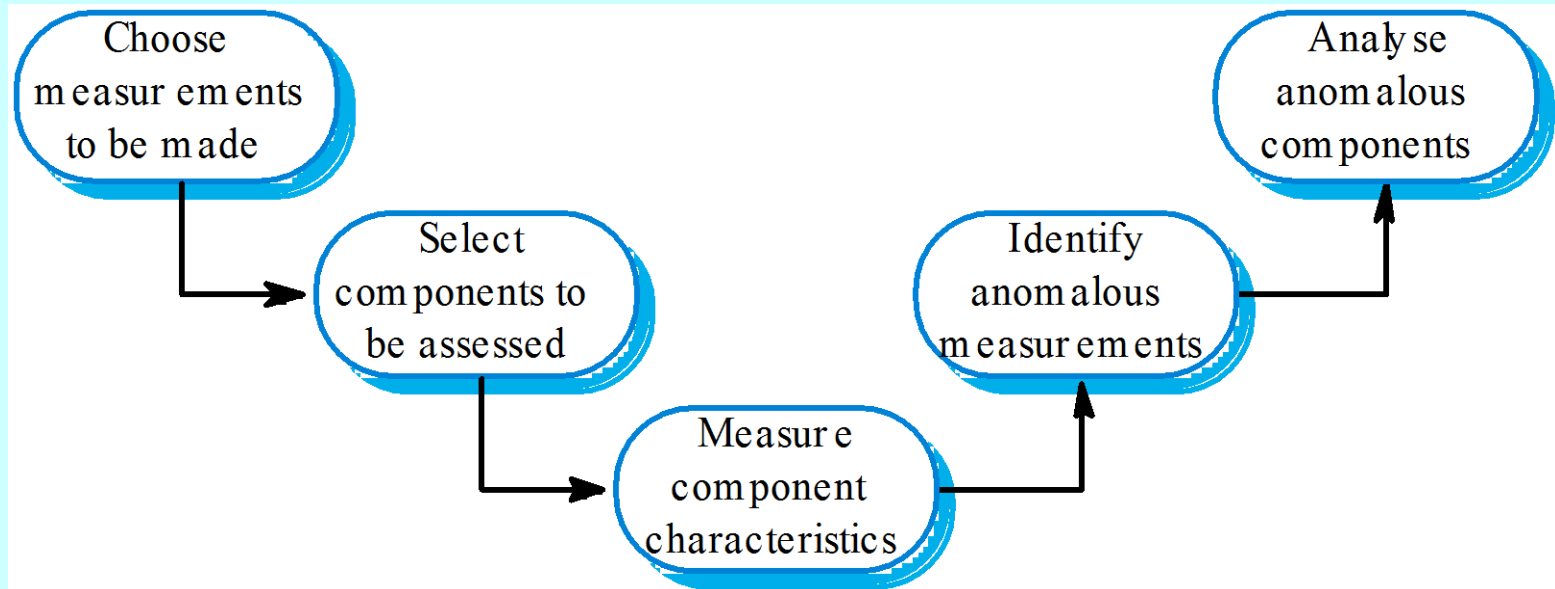 Choose
measurements
to be made
Select
components to
be assessed
Measure
component
characteristics
Identify
anomalous
measurements
Analyse
anomalous
components